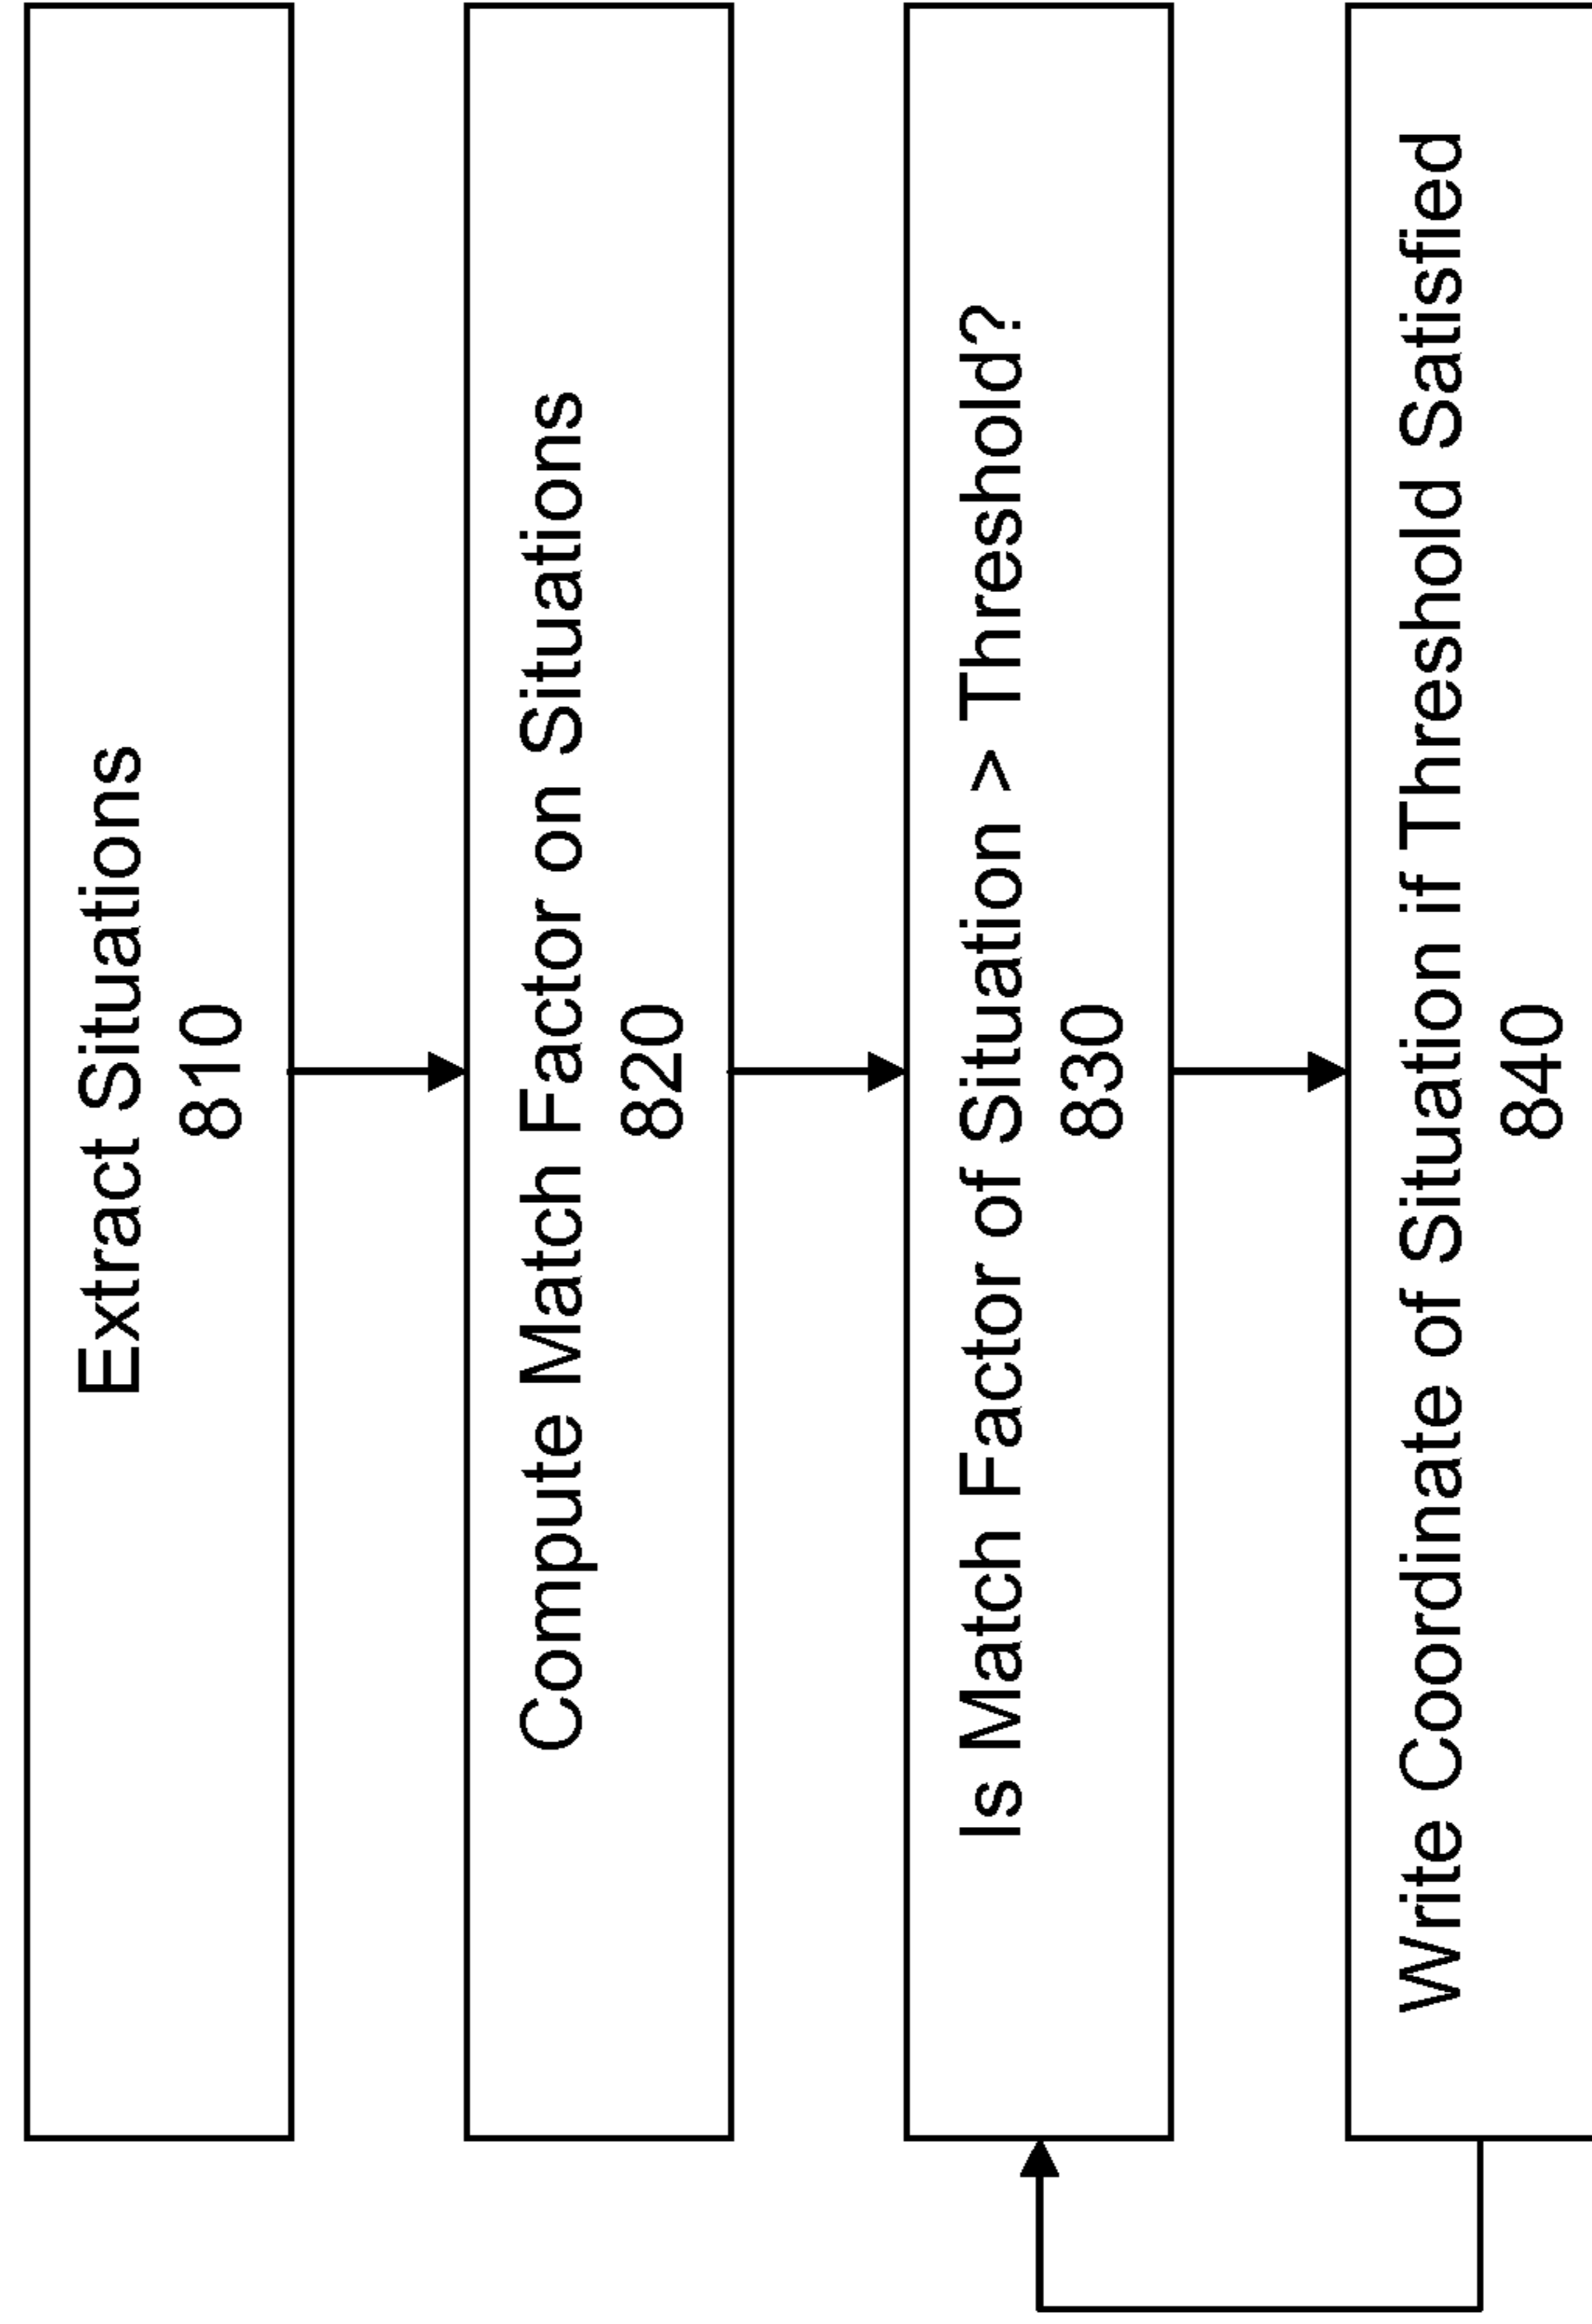 Extract Situations
810
Compute Match Factor on Situations
820
Is Match Factor of Situation > Threshold?
830
Write Coordinate of Situation if Threshold Satisfied
840